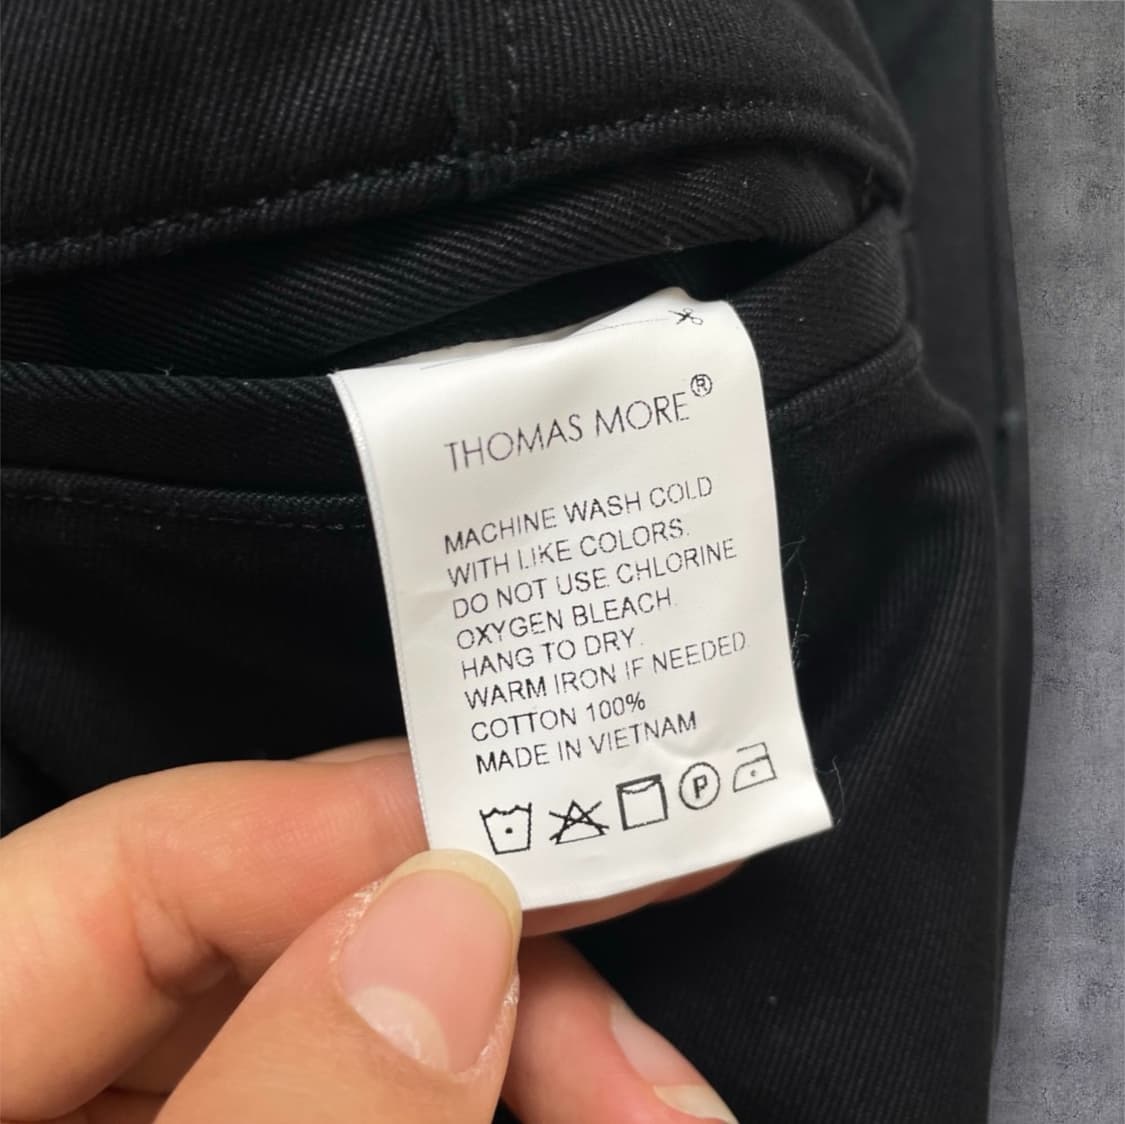 THOMAS MORE®
MACHINE WASH COLD
WITH LIKE COLORS.
DO NOT USE CHLORINE
OXYGEN BLEACH.
HANG TO DRY.
WARM IRON IF NEEDED.
COTTON 100%
MADE IN VIETNAM
P